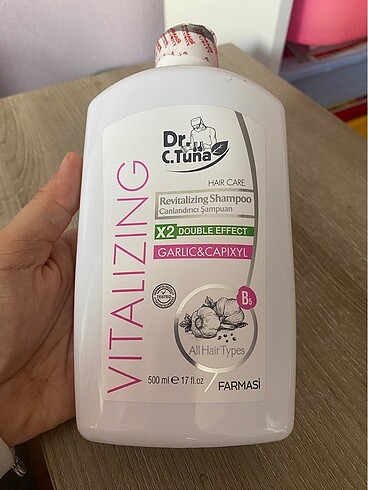 Dr.
C.Tuna
HAIR CARE
Revitalizing Shampoo
Canlandırıcı Şampuan
X2 DOUBLE EFFECT
GARLIC&CAPIXYL
VITALIZING
TESTED
B5
All Hair Types
500 ml e 17 fl.oz
FARMASi